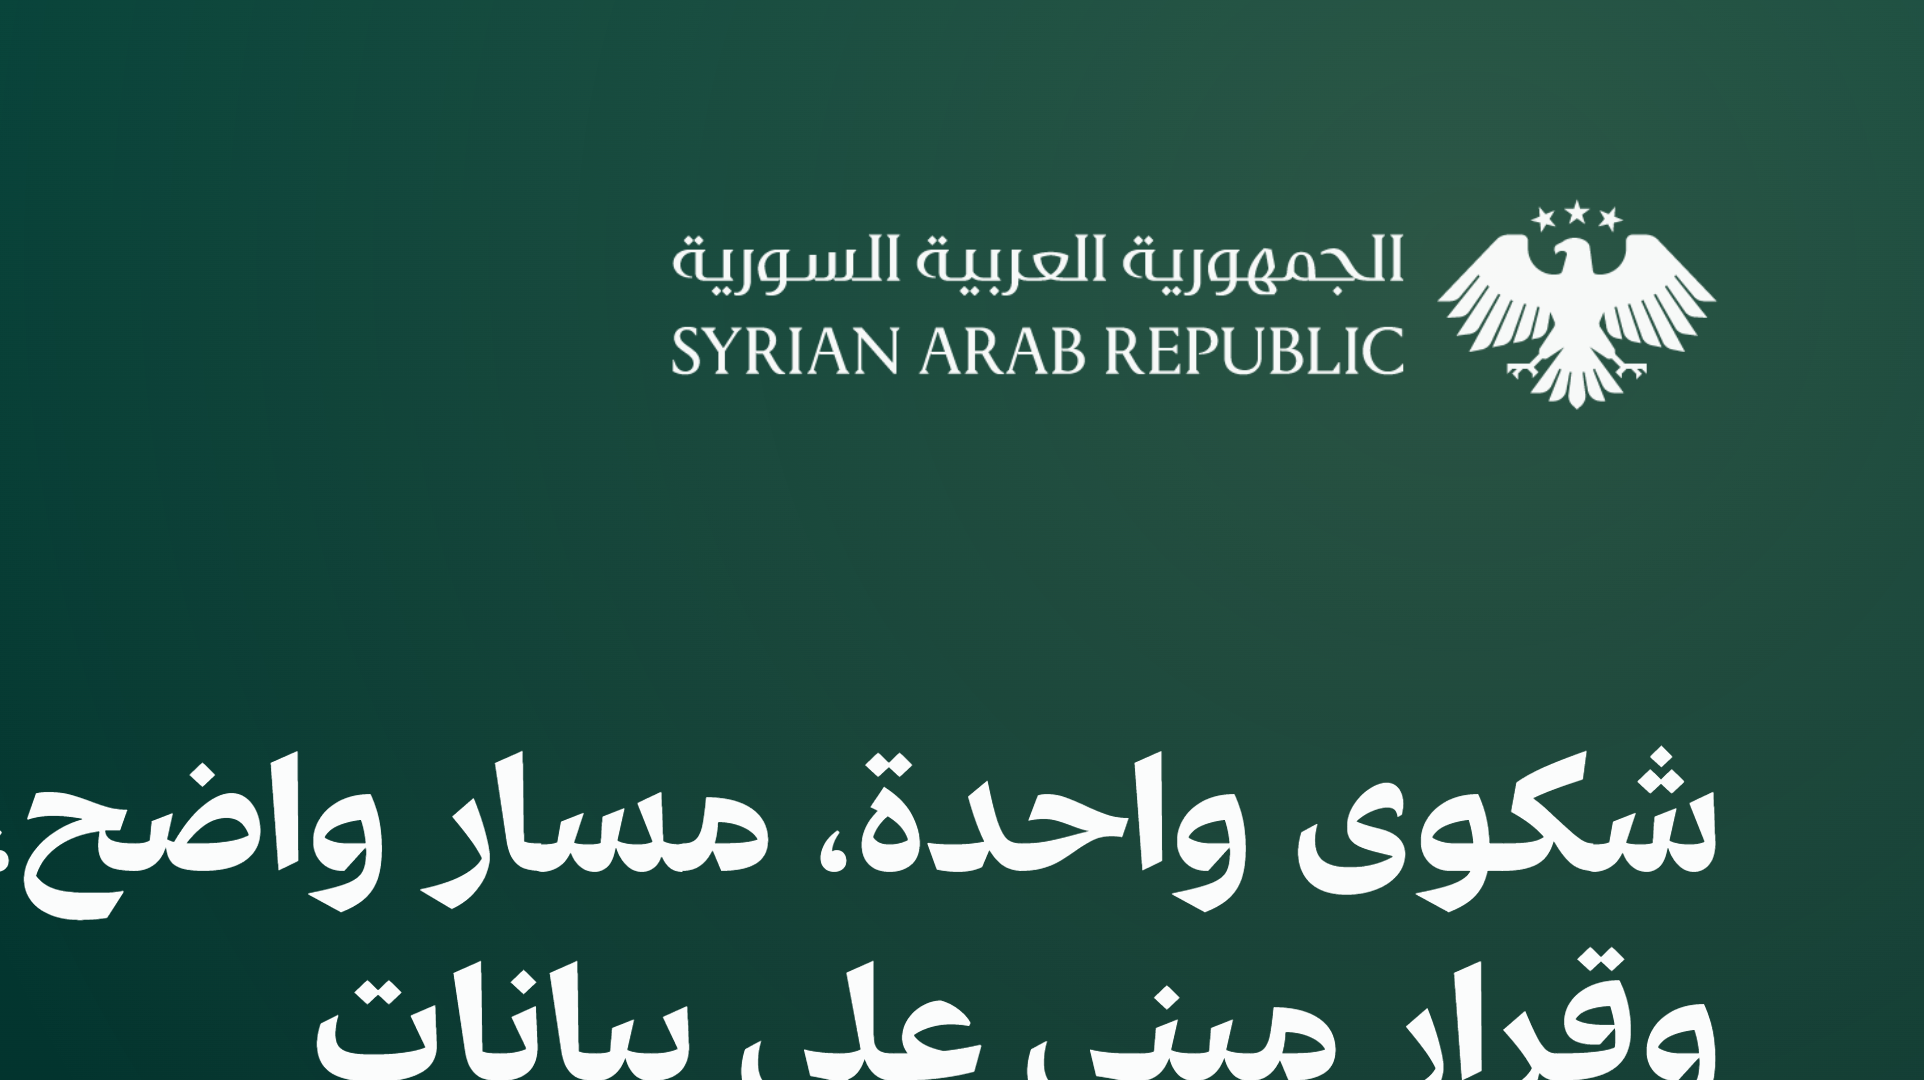 الجمهورية العربية السورية
SYRIAN ARAB REPUBLIC
شكوى واحدة، مسار واضح،
وقرار مبني على بيانات